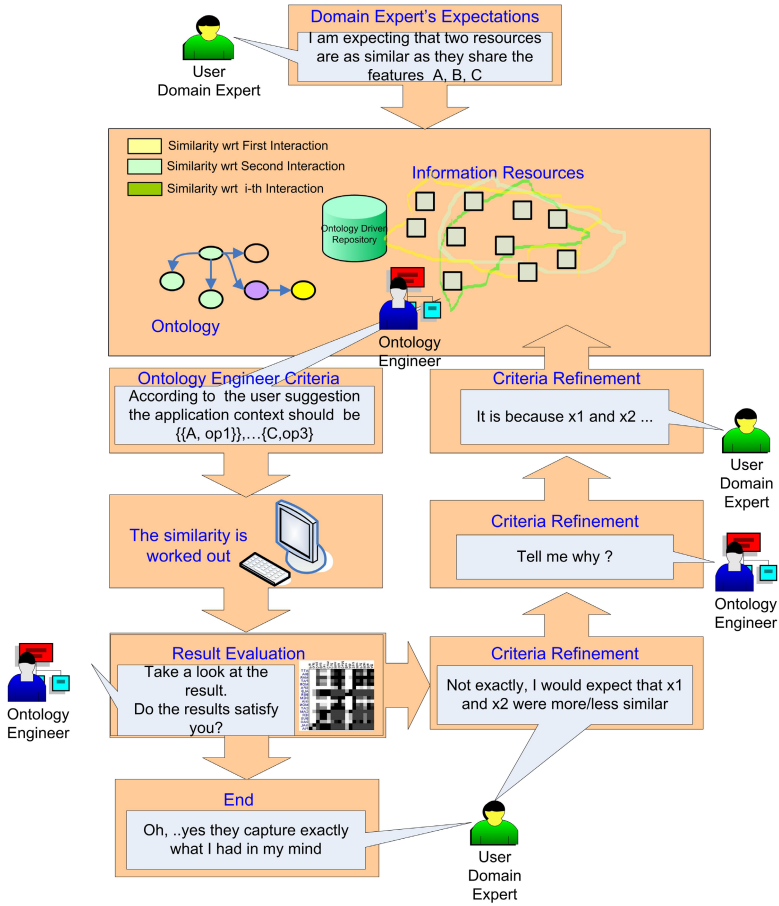 Domain Expert's Expectations
I am expecting that two resources
are as similar as they share the
features A, B, C
User
Domain Expert
Similarity wrt First Interaction
Similarity wrt Second Interaction
Similarity wrt i-th Interaction
Information Resources
Ontology Driven
Repository
Ontology
Ontology
Engineer
Ontology Engineer Criteria
According to the user suggestion
the application context should be
{{A, op1}},...{C,op3}
Criteria Refinement
It is because x1 and x2 ...
User
Domain
Expert
The similarity is
worked out
Criteria Refinement
Tell me why ?
Ontology
Engineer
Result Evaluation
Take a look at the
result.
Do the results satisfy
you?
Ontology
Engineer
Criteria Refinement
Not exactly, I would expect that x1
and x2 were more/less similar
End
Oh, ..yes they capture exactly
what I had in my mind
User
Domain
Expert